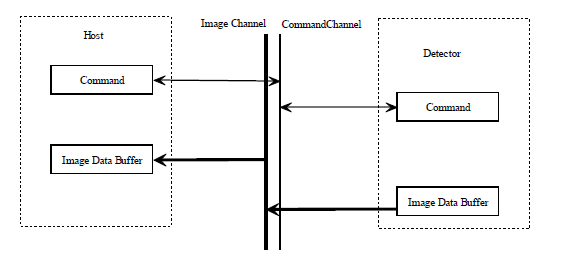 Image Channel
CommandChannel
Host
Detector
Command
Command
Image Data Buffer
Image Data Buffer